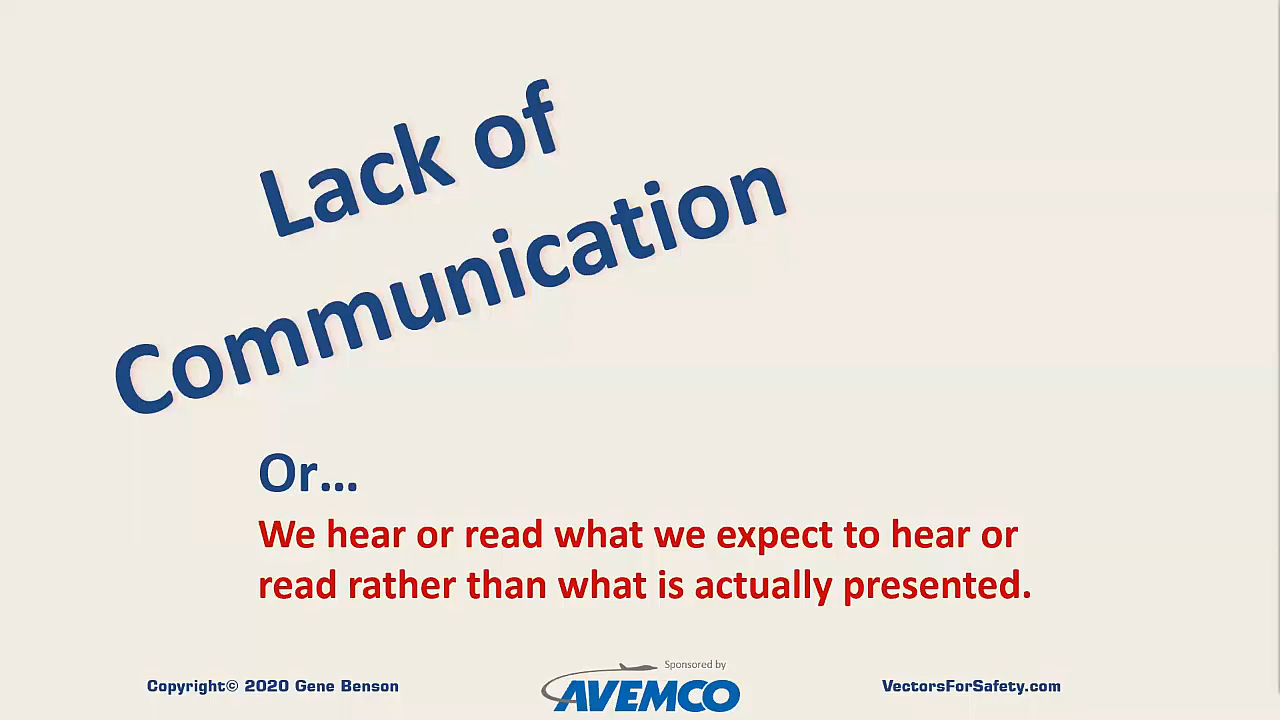 Lack of
Communication
Or...
We hear or read what we expect to hear or
read rather than what is actually presented.
Sponsored by
Copyright© 2020 Gene Benson
AVEMCO
VectorsForSafety.com